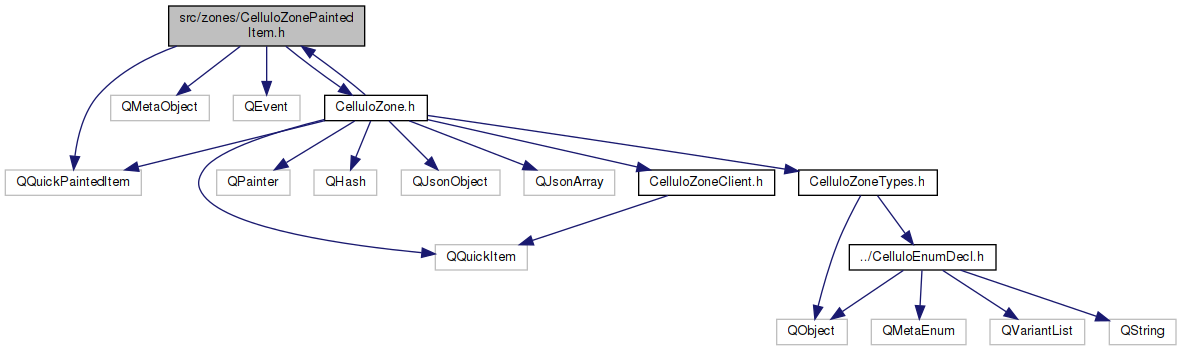 src/zones/CelluloZonePainted
Item.h
QMetaObject
QEvent
CelluloZone.h
QQuickPaintedItem
QPainter
QHash
QJsonObject
QJsonArray
CelluloZoneClient.h
CelluloZoneTypes.h
QQuickItem
../CelluloEnumDecl.h
QObject
QMetaEnum
QVariantList
QString